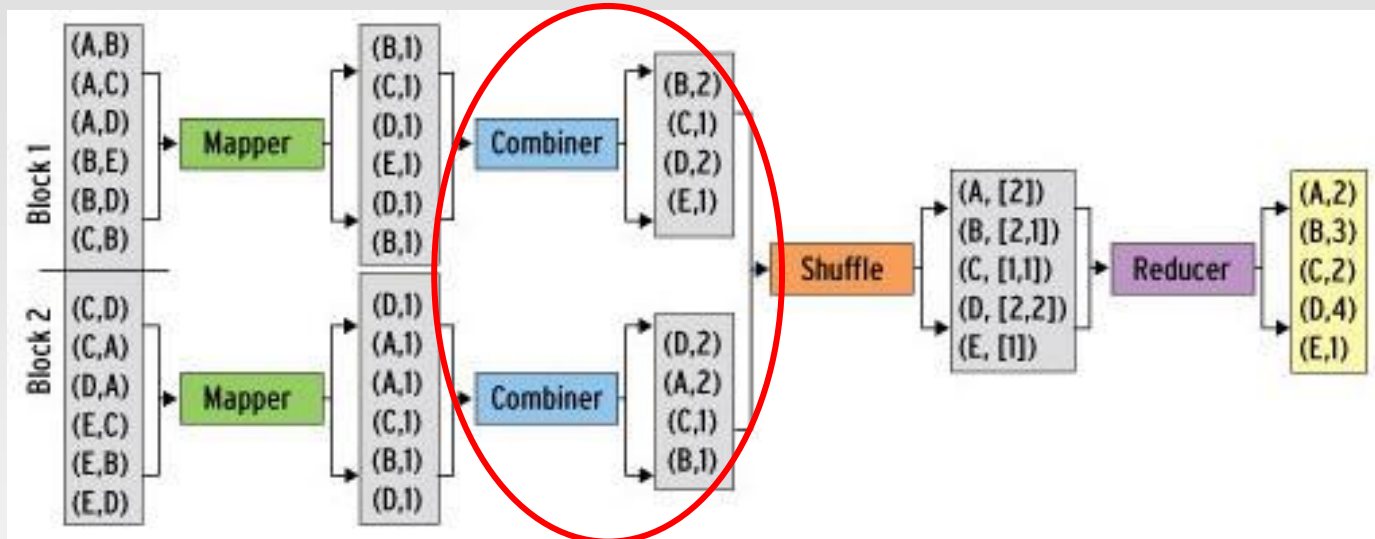 Block 1
(A,B)
(A,C)
(A,D)
(B,E)
(B,D)
(C,B)
Mapper
(B,1)
(C,1)
(D,1)
(E,1)
(D,1)
(B,1)
Combiner
(B,2)
(C,1)
(D,2)
(E,1)
Block 2
(C,D)
(C,A)
(D,A)
(E,C)
(E,B)
(E,D)
Mapper
(D,1)
(A,1)
(A,1)
(C,1)
(B,1)
(D,1)
Combiner
(D,2)
(A,2)
(C,1)
(B,1)
Shuffle
(A, [2])
(B, [2,1])
(C, [1,1])
(D, [2,2])
(E, [1])
Reducer
(A,2)
(B,3)
(C,2)
(D,4)
(E,1)